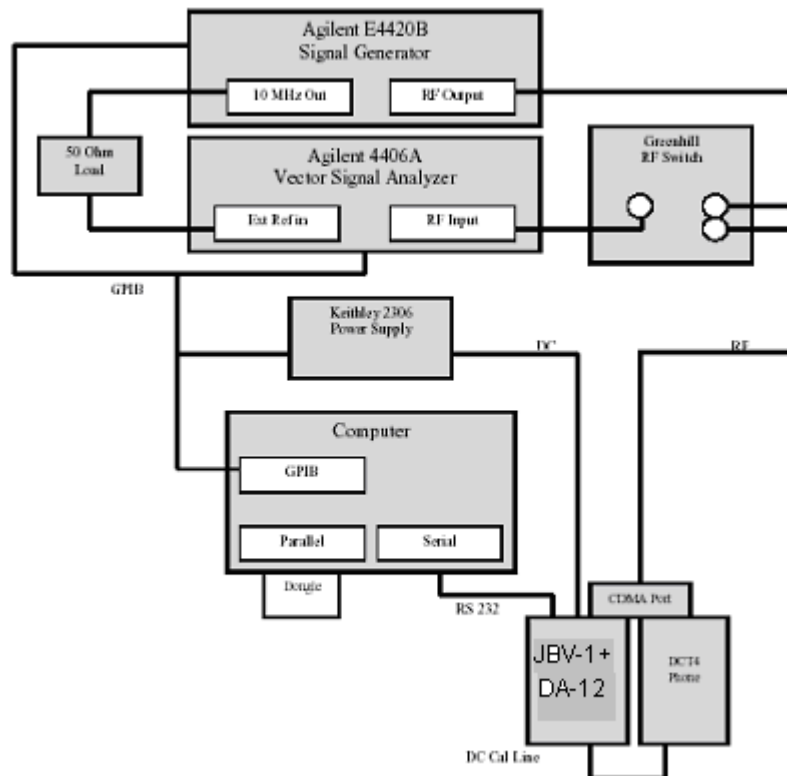 Agilent E4420B
Signal Generator
10 MHz Out
RF Output
50 Ohm
Load
Agilent 4406A
Vector Signal Analyzer
Greenhill
RF Switch
Ext Ref in
RF Input
GPIB
Keithley 2306
Power Supply
DC
RF
Computer
GPIB
Parallel
Serial
Dongle
RS 232
CDMA Port
JBV-1+
DA-12
DCT4
Phone
DC Cal Line